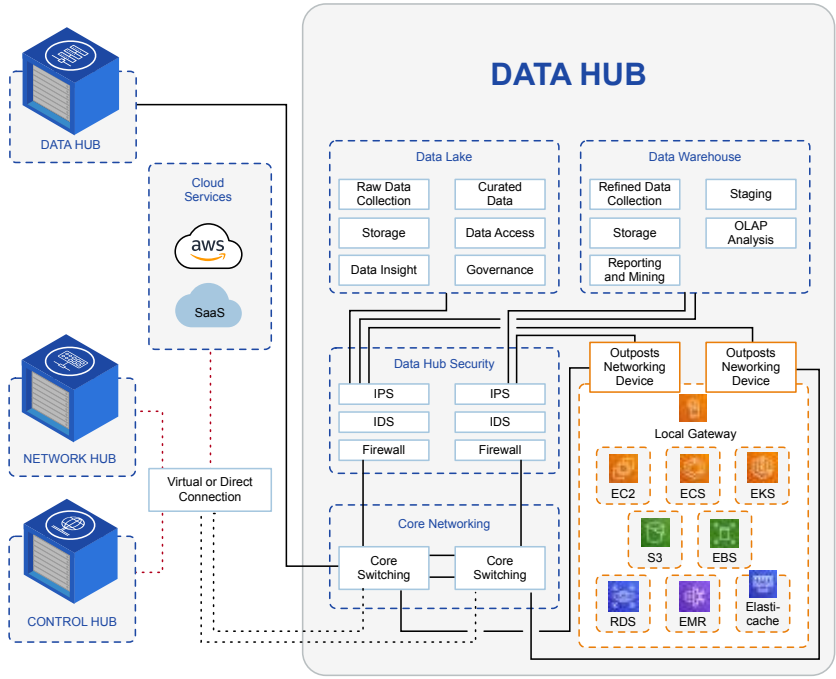 DATA HUB
DATA HUB
Cloud
Services
aws
SaaS
NETWORK HUB
Virtual or Direct
Connection
CONTROL HUB
Data Lake
Raw Data
Collection
Curated
Data
Storage
Data Access
Data Insight
Governance
Data Warehouse
Refined Data
Collection
Staging
Storage
OLAP
Analysis
Reporting
and Mining
Data Hub Security
IPS
IPS
IDS
IDS
Firewall
Firewall
Core Networking
Core
Switching
Core
Switching
Outposts
Networking
Device
Outposts
Neworking
Device
Local Gateway
EC2
ECS
EKS
S3
EBS
RDS
EMR
Elasti-
cache